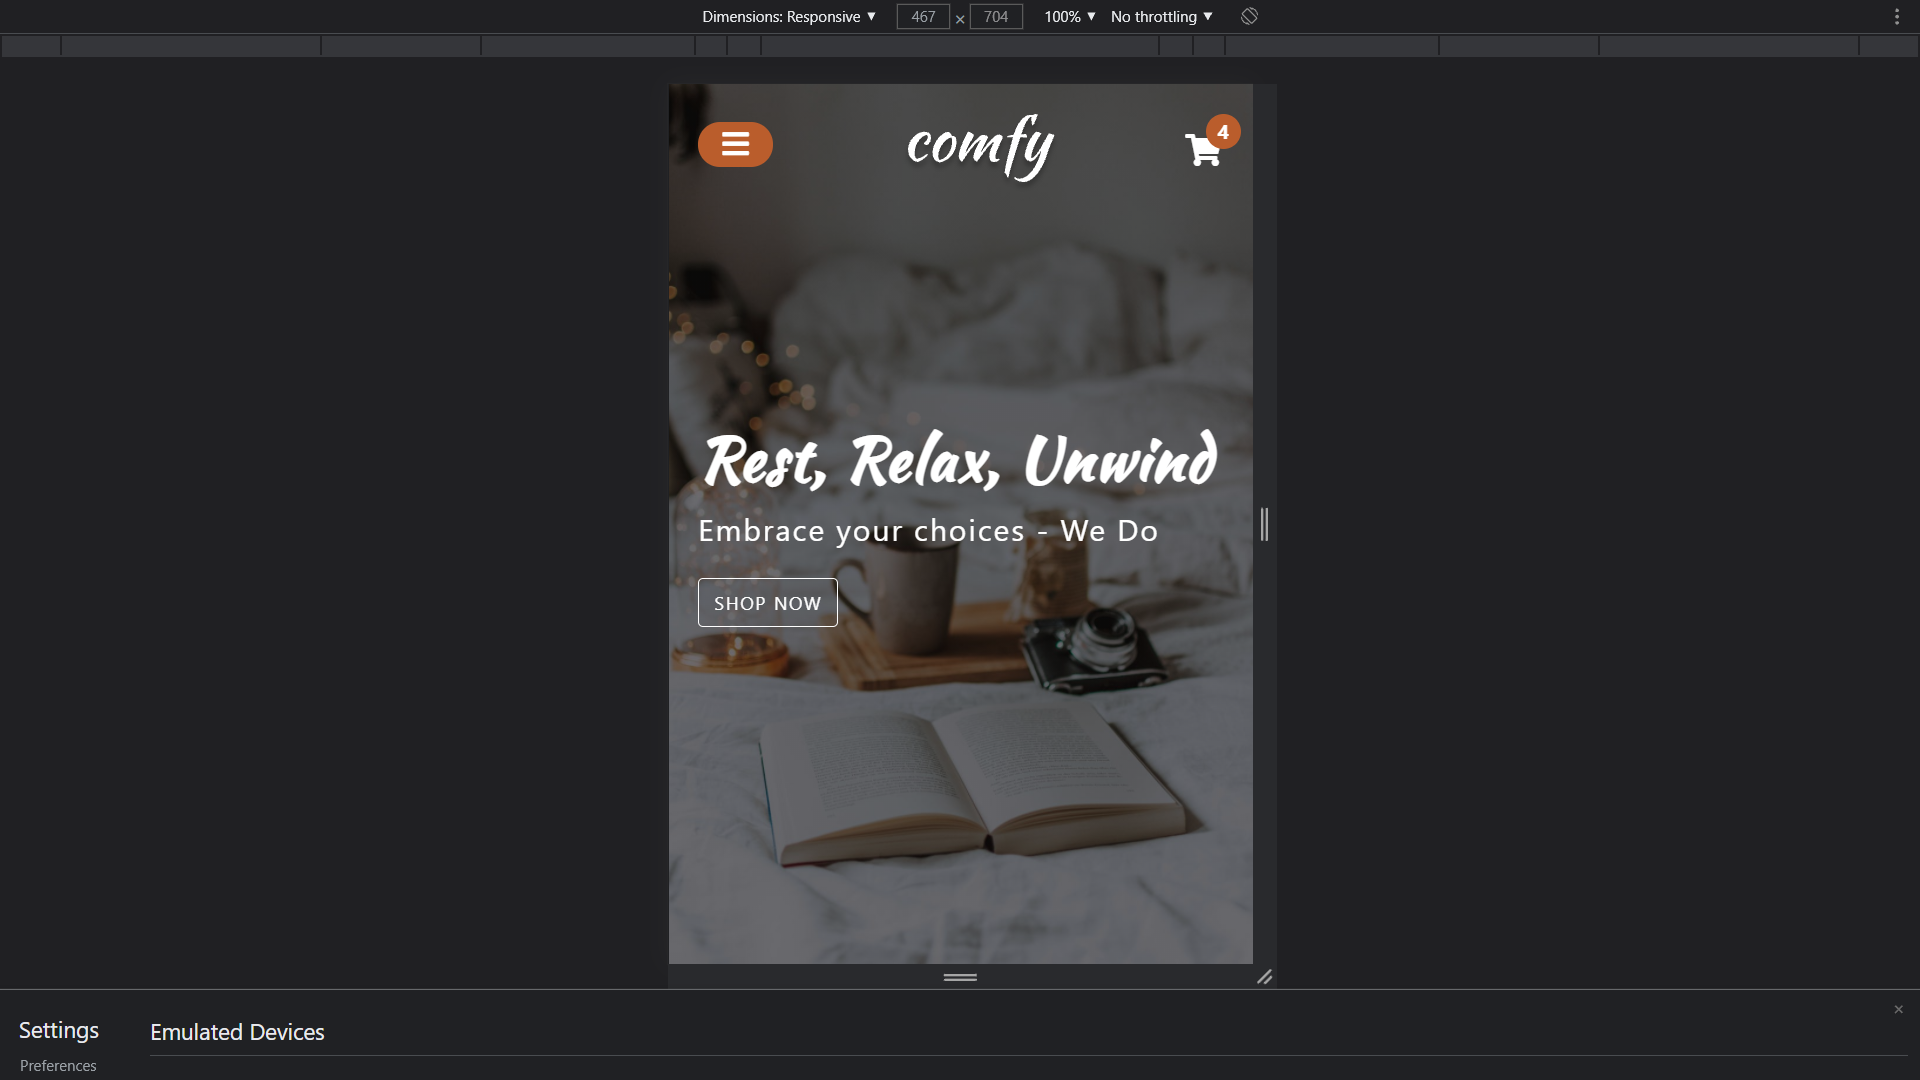 Dimensions: Responsive ▼ 467 × 704 100% ▼ No throttling ▼
comfy
4
Rest, Relax, Unwind
Embrace your choices - We Do
SHOP NOW
Settings
Emulated Devices
Preferences